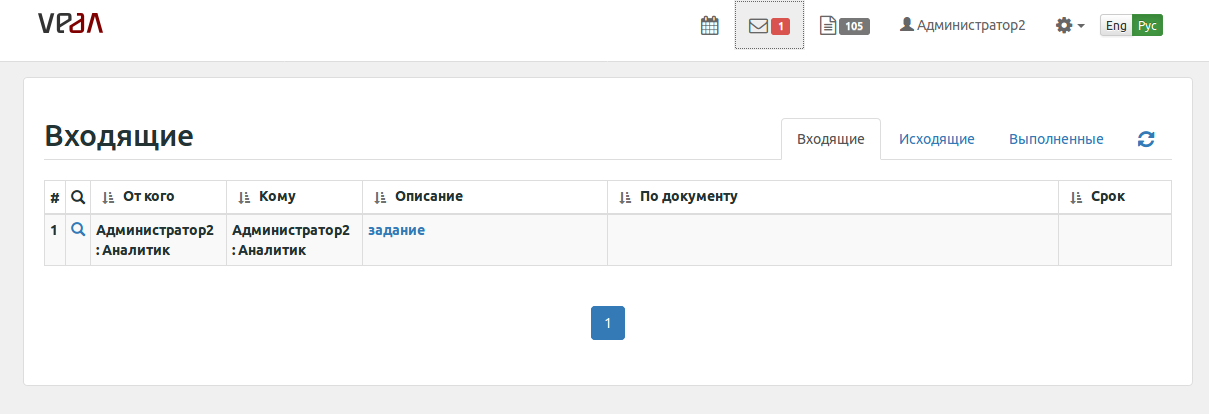 veda
1
105
Администратор2
Eng Рус
Входящие
Входящие Исходящие Выполненные
# От кого Кому Описание По документу Срок
1 Администратор2 Администратор2 задание
: Аналитик : Аналитик
1